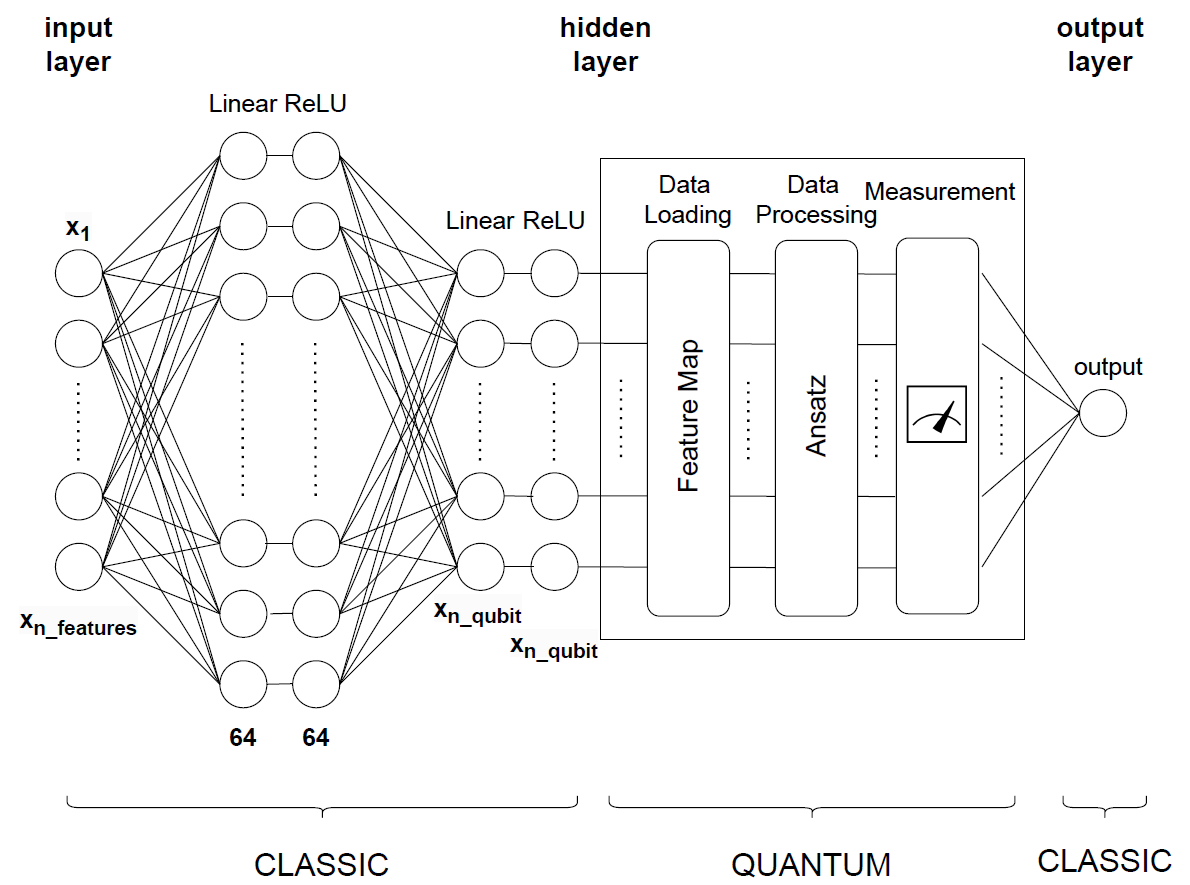 input
layer
hidden
layer
output
layer
Linear ReLU
Data
Loading
Data
Processing
Measurement
x1
Linear ReLU
Feature Map
Ansatz
output
xn_features
xn_qubit
xn_qubit
64
64
CLASSIC
QUANTUM
CLASSIC